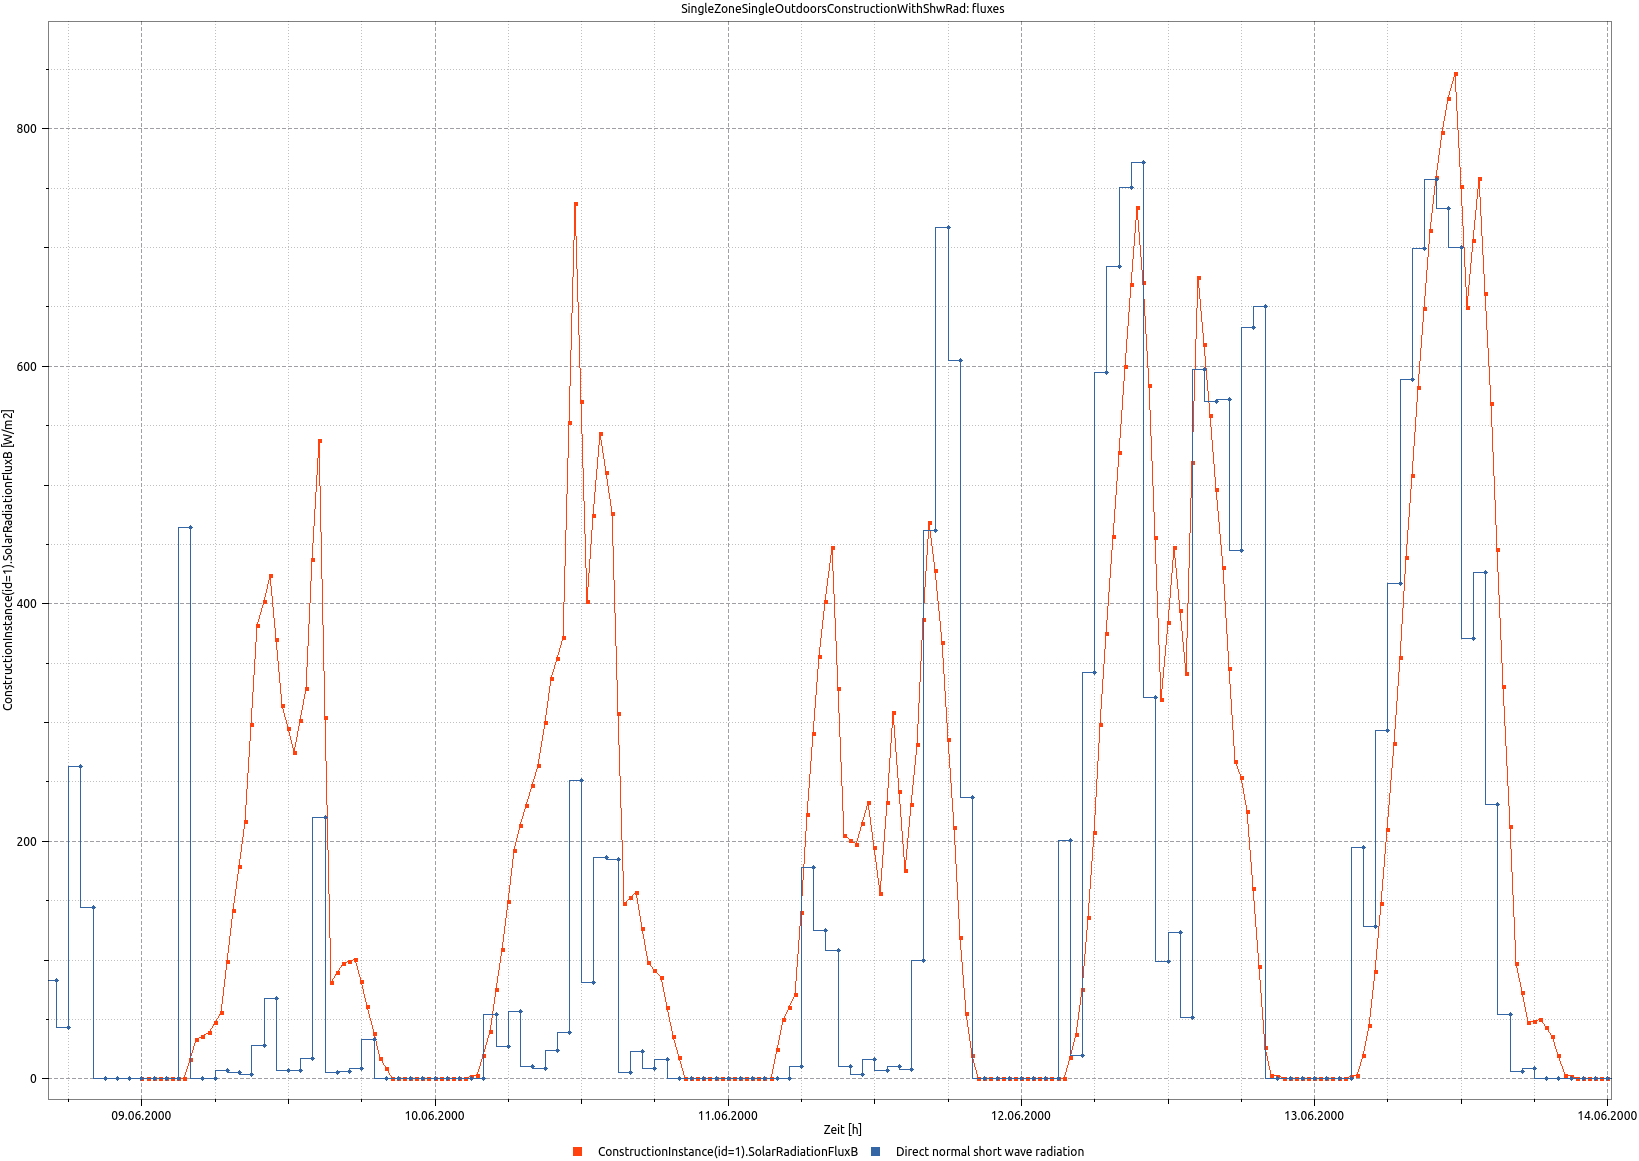 SingleZoneSingleOutdoorsConstructionWithShwRad: fluxes
ConstructionInstance(id=1).SolarRadiationFluxB [W/m2]
800
600
400
200
0
09.06.2000 10.06.2000 11.06.2000 12.06.2000 13.06.2000 14.06.2000
Zeit [h]
ConstructionInstance(id=1).SolarRadiationFluxB Direct normal short wave radiation